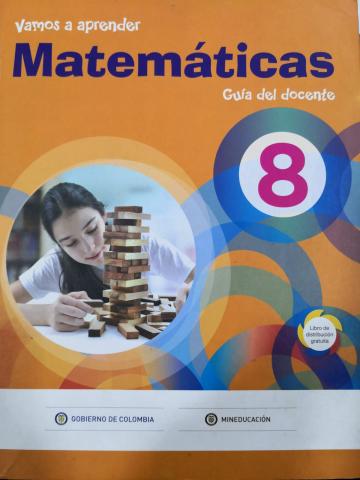 Vamos a aprender
Matemáticas
Guía del docente
8
Libro de
distribución
gratuita
GOBIERNO DE COLOMBIA
MINEDUCACIÓN